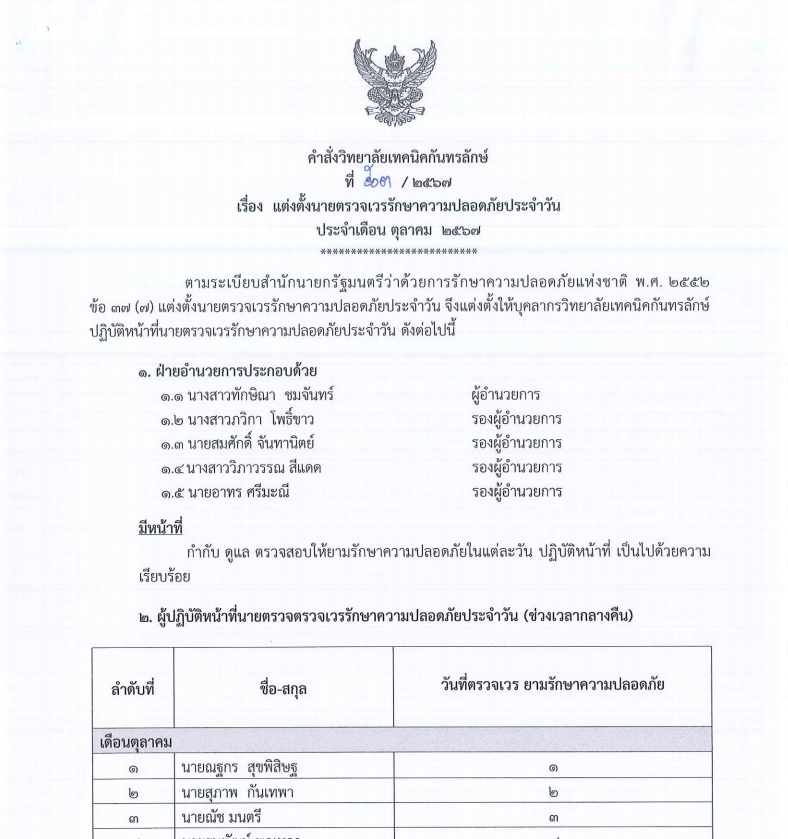 คำสั่งวิทยาลัยเทคนิคกันทรลักษ์
ที่ / ๒๕๖๗
เรื่อง แต่งตั้งนายตรวจเวรรักษาความปลอดภัยประจำวัน
ประจำเดือน ตุลาคม ๒๕๖๗
**************************
ตามระเบียบสำนักนายกรัฐมนตรีว่าด้วยการรักษาความปลอดภัยแห่งชาติ พ.ศ. ๒๕๕๒
ข้อ ๓๗ (๗) แต่งตั้งนายตรวจเวรรักษาความปลอดภัยประจำวัน จึงแต่งตั้งให้บุคลากรวิทยาลัยเทคนิคกันทรลักษ์
ปฏิบัติหน้าที่นายตรวจเวรรักษาความปลอดภัยประจำวัน ดังต่อไปนี้
๑. ฝ่ายอำนวยการประกอบด้วย
๑.๑ นางสาวทักษิณา ชมจันทร์ ผู้อำนวยการ
๑.๒ นางสาวภวิกา โพธิ์ขาว รองผู้อำนวยการ
๑.๓ นายสมศักดิ์ จันทานิตย์ รองผู้อำนวยการ
๑.๔ นางสาววิภาวรรณ สีแดด รองผู้อำนวยการ
๑.๕ นายอาทร ศรีมะณี รองผู้อำนวยการ
มีหน้าที่
กำกับ ดูแล ตรวจสอบให้ยามรักษาความปลอดภัยในแต่ละวัน ปฏิบัติหน้าที่ เป็นไปด้วยความ
เรียบร้อย
๒. ผู้ปฏิบัติหน้าที่นายตรวจตรวจเวรรักษาความปลอดภัยประจำวัน (ช่วงเวลากลางคืน)
ลำดับที่ ชื่อ-สกุล วันที่ตรวจเวร ยามรักษาความปลอดภัย
เดือนตุลาคม
๑ นายณฐกร สุขพิสิษฐ ๑
๒ นายสุภาพ กันเทพา ๒
๓ นายณัช มนตรี ๓